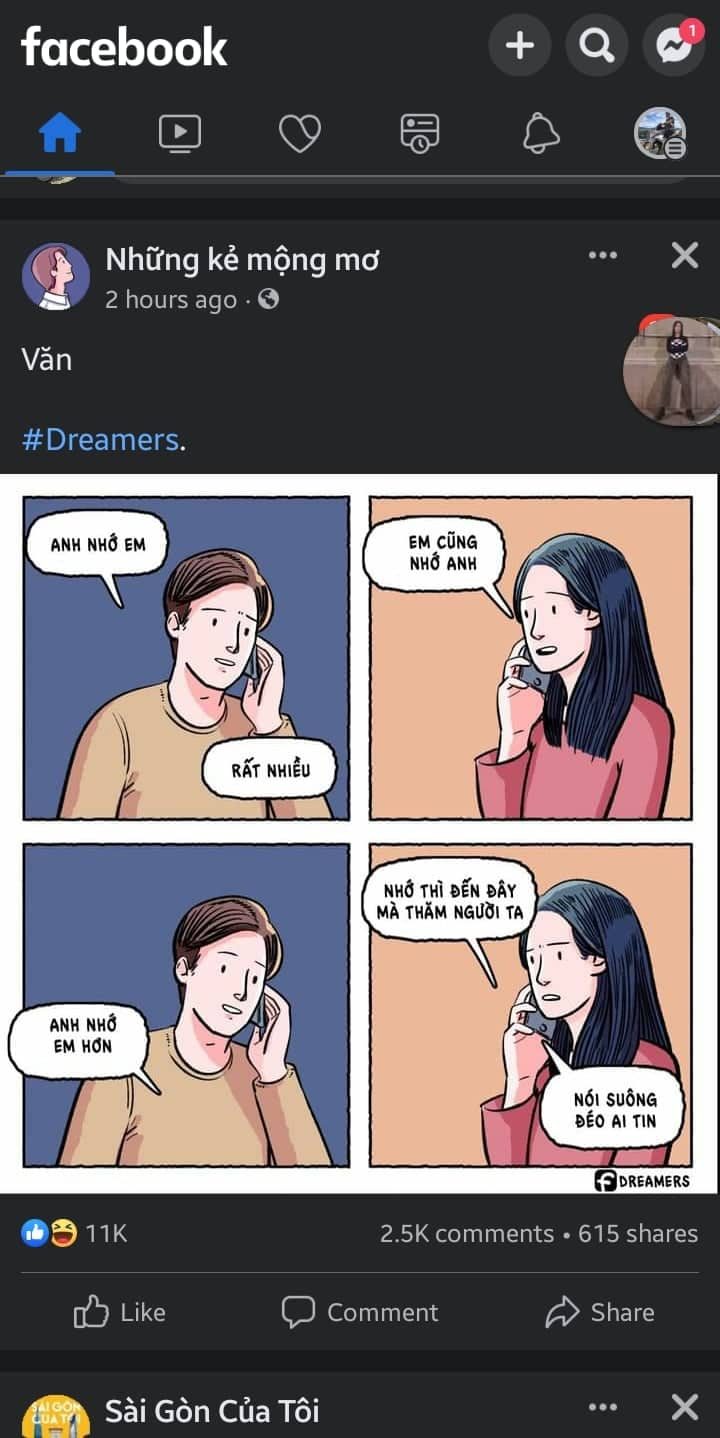 facebook
1
Những kẻ mộng mơ
2 hours ago ·
Văn
#Dreamers.
ANH NHỚ EM
RẤT NHIỀU
EM CŨNG
NHỚ ANH
ANH NHỚ
EM HƠN
NHỚ THÌ ĐẾN ĐÂY
MÀ THĂM NGƯỜI TA
NÓI SUÔNG
ĐÉO AI TIN
DREAMERS
11K
2.5K comments • 615 shares
Like
Comment
Share
SÀI GÒN
CỦA TÔI
Sài Gòn Của Tôi